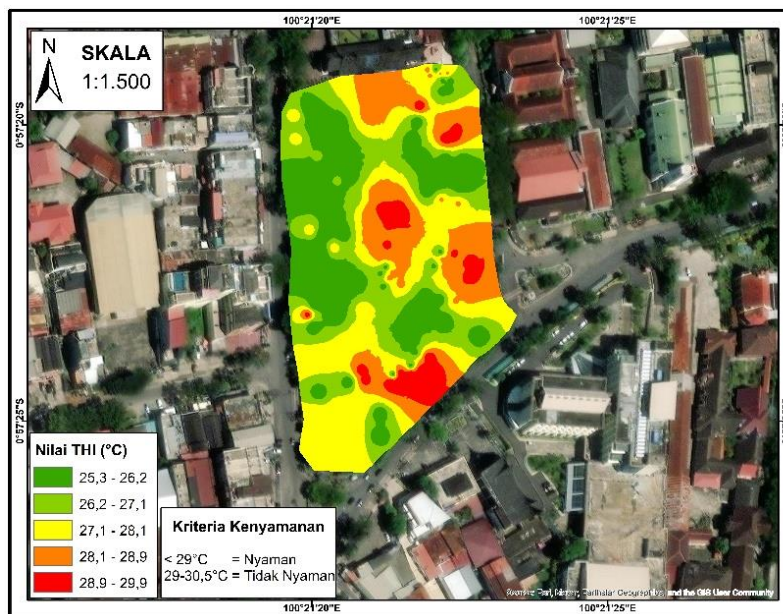 100°21'20"E
100°21'25"E
N
SKALA
1:1.500
0°57'20"S
0°57'25"S
Nilai THI (°C)
25,3 - 26,2
26,2 - 27,1
27,1 - 28,1
28,1 - 28,9
28,9 - 29,9
Kriteria Kenyamanan
< 29°C = Nyaman
29-30,5°C = Tidak Nyaman
and the GIS User Community
100°21'20"E
100°21'25"E